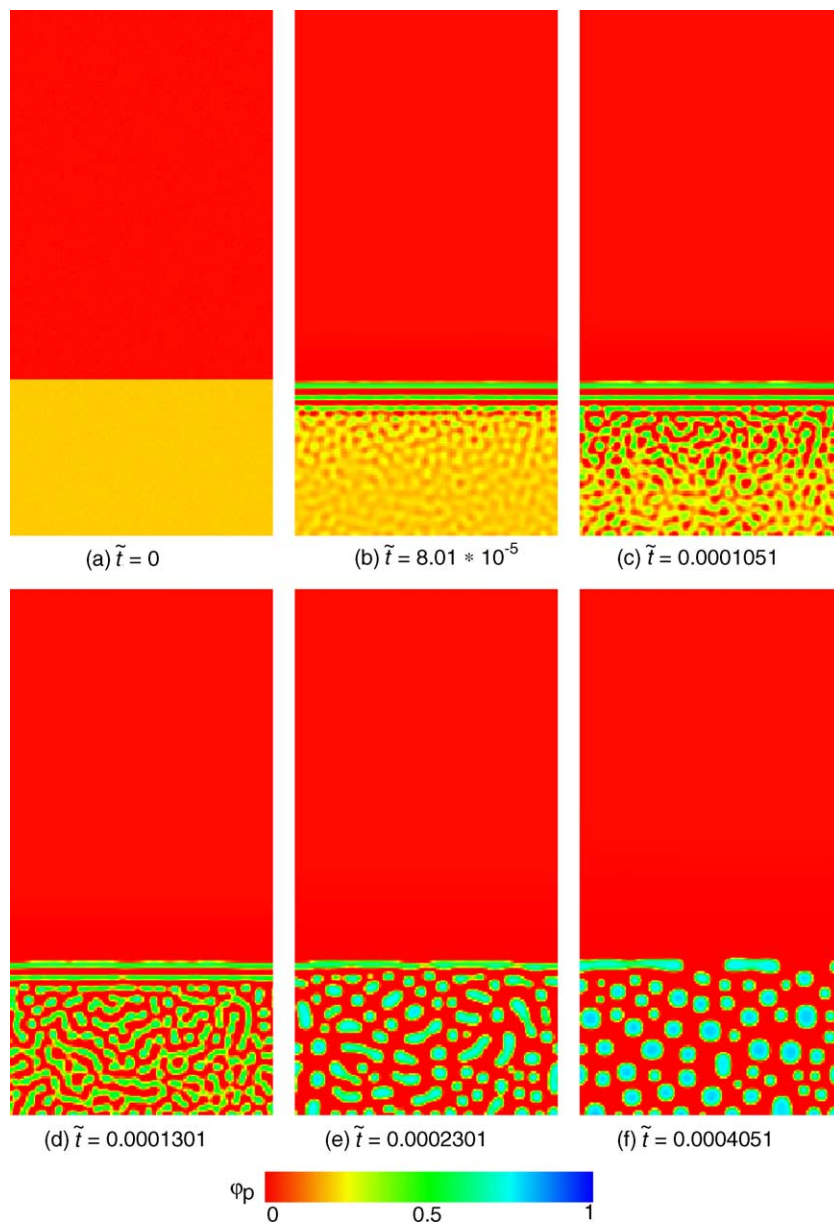 (a) t̃ = 0
(b) t̃ = 8.01 * 10⁻⁵
(c) t̃ = 0.0001051
(d) t̃ = 0.0001301
(e) t̃ = 0.0002301
(f) t̃ = 0.0004051
φp
0 0.5 1